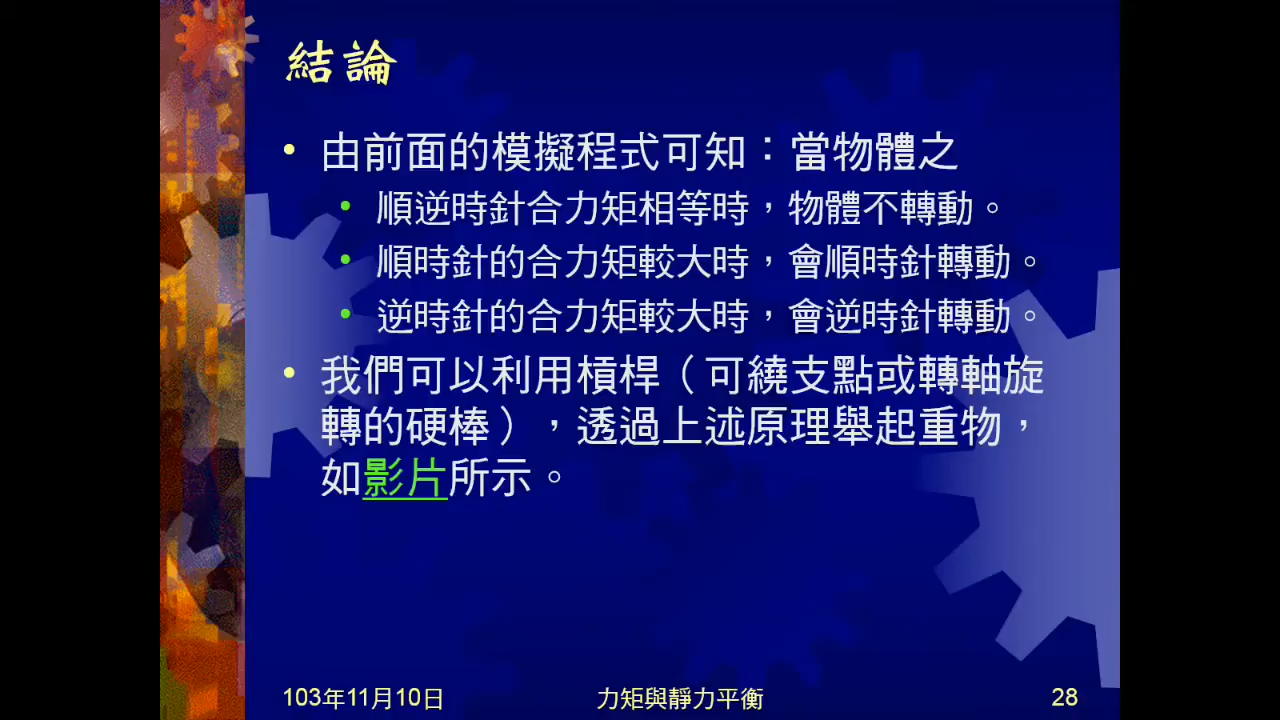 結論
• 由前面的模擬程式可知：當物體之
• 順逆時針合力矩相等時，物體不轉動。
• 順時針的合力矩較大時，會順時針轉動。
• 逆時針的合力矩較大時，會逆時針轉動。
• 我們可以利用槓桿（可繞支點或轉軸旋
轉的硬棒），透過上述原理舉起重物，
如影片所示。
103年11月10日
力矩與靜力平衡
28